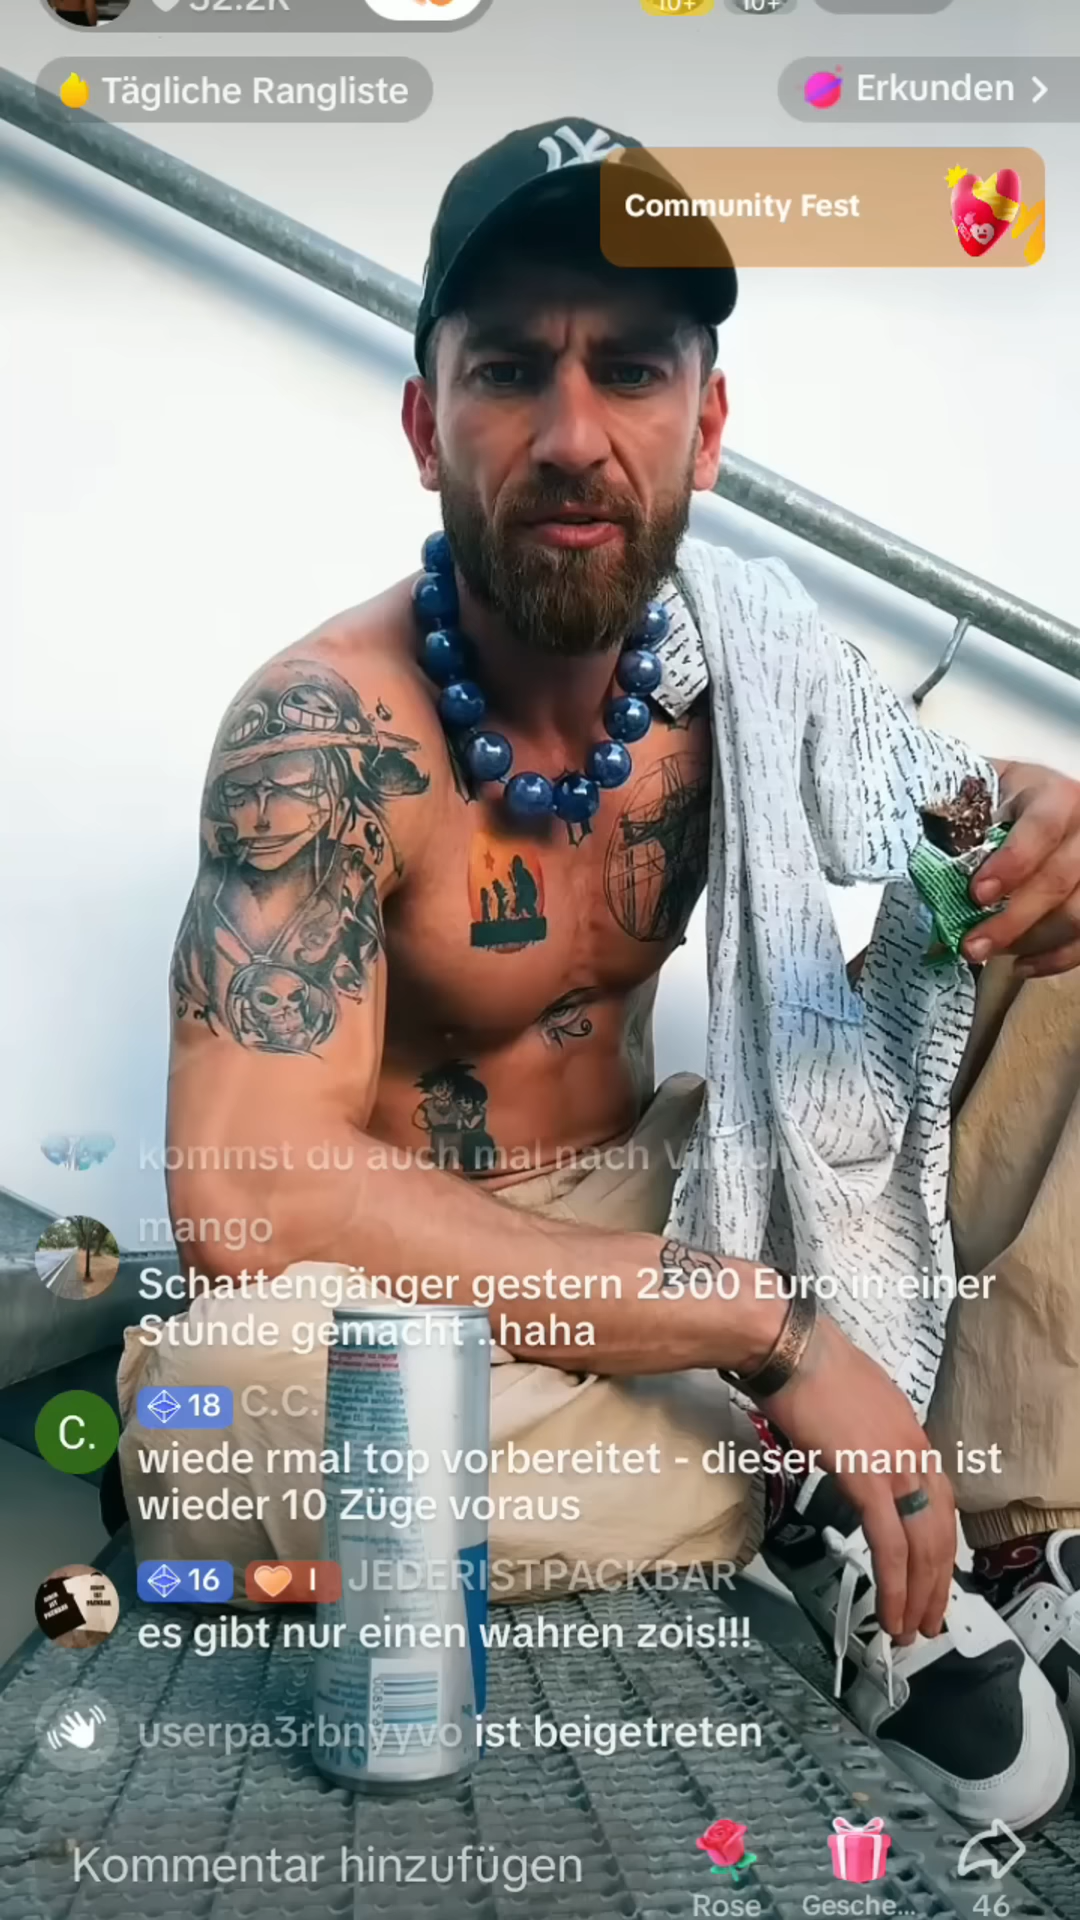 Tägliche Rangliste
Erkunden >
Community Fest
kommst du auch mal nach Villach
mango
Schattengänger gestern 2300 Euro in einer
Stunde gemacht ..haha
C.
18 C.C.
wiede rmal top vorbereitet - dieser mann ist
wieder 10 Züge voraus
16 I JEDERISTPACKBAR
es gibt nur einen wahren zois!!!
userpa3rbnyyvo ist beigetreten
Kommentar hinzufügen
Rose
Gesche...
46